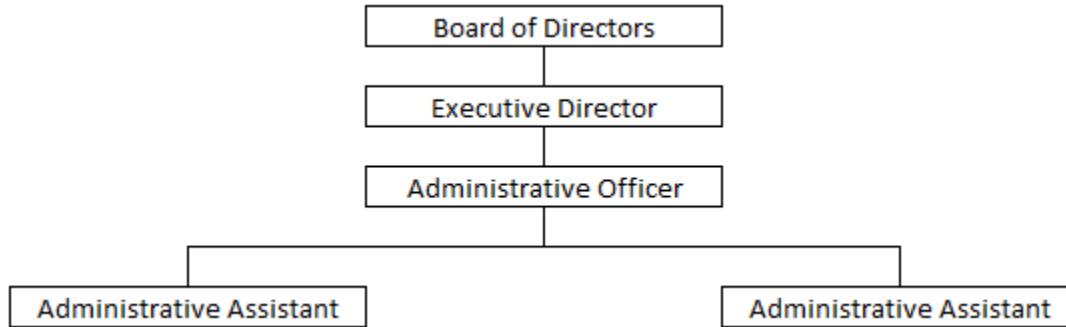 Board of Directors
Executive Director
Administrative Officer
Administrative Assistant
Administrative Assistant